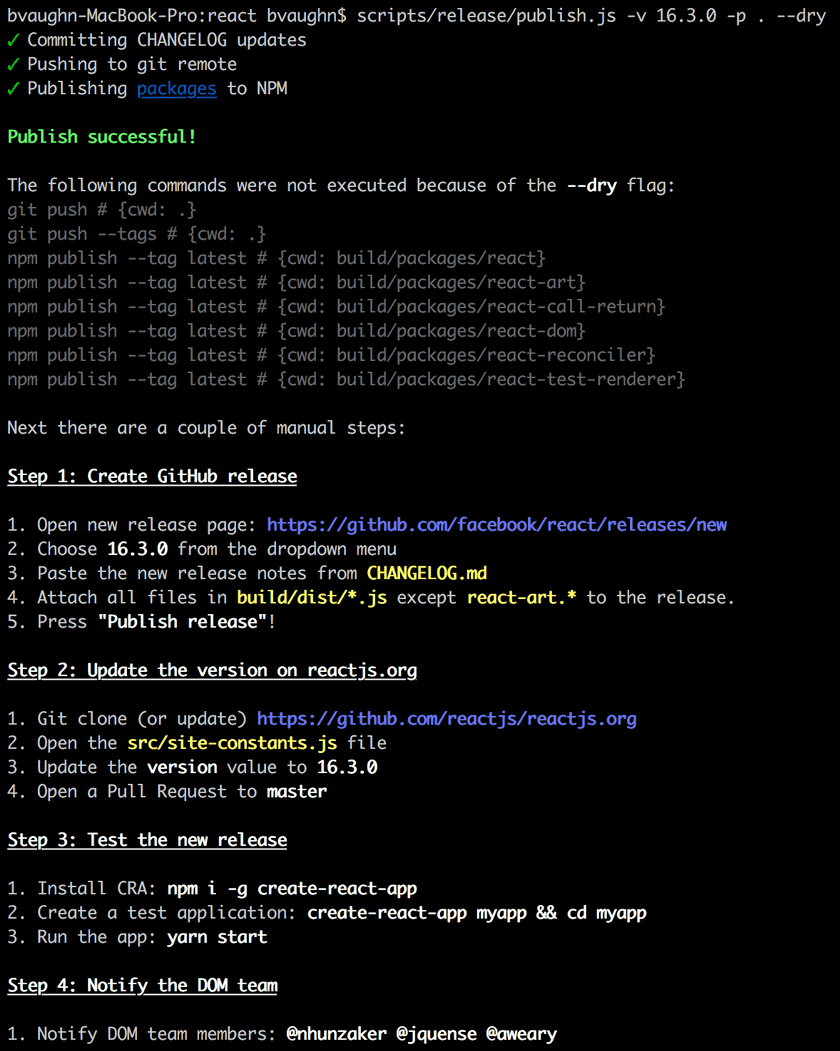 bvaughn-MacBook-Pro:react bvaughn$ scripts/release/publish.js -v 16.3.0 -p . --dry
✓ Committing CHANGELOG updates
✓ Pushing to git remote
✓ Publishing packages to NPM
Publish successful!
The following commands were not executed because of the --dry flag:
git push # {cwd: .}
git push --tags # {cwd: .}
npm publish --tag latest # {cwd: build/packages/react}
npm publish --tag latest # {cwd: build/packages/react-art}
npm publish --tag latest # {cwd: build/packages/react-call-return}
npm publish --tag latest # {cwd: build/packages/react-dom}
npm publish --tag latest # {cwd: build/packages/react-reconciler}
npm publish --tag latest # {cwd: build/packages/react-test-renderer}
Next there are a couple of manual steps:
Step 1: Create GitHub release
1. Open new release page: https://github.com/facebook/react/releases/new
2. Choose 16.3.0 from the dropdown menu
3. Paste the new release notes from CHANGELOG.md
4. Attach all files in build/dist/*.js except react-art.* to the release.
5. Press "Publish release"!
Step 2: Update the version on reactjs.org
1. Git clone (or update) https://github.com/reactjs/reactjs.org
2. Open the src/site-constants.js file
3. Update the version value to 16.3.0
4. Open a Pull Request to master
Step 3: Test the new release
1. Install CRA: npm i -g create-react-app
2. Create a test application: create-react-app myapp && cd myapp
3. Run the app: yarn start
Step 4: Notify the DOM team
1. Notify DOM team members: @nhunzaker @jquense @aweary